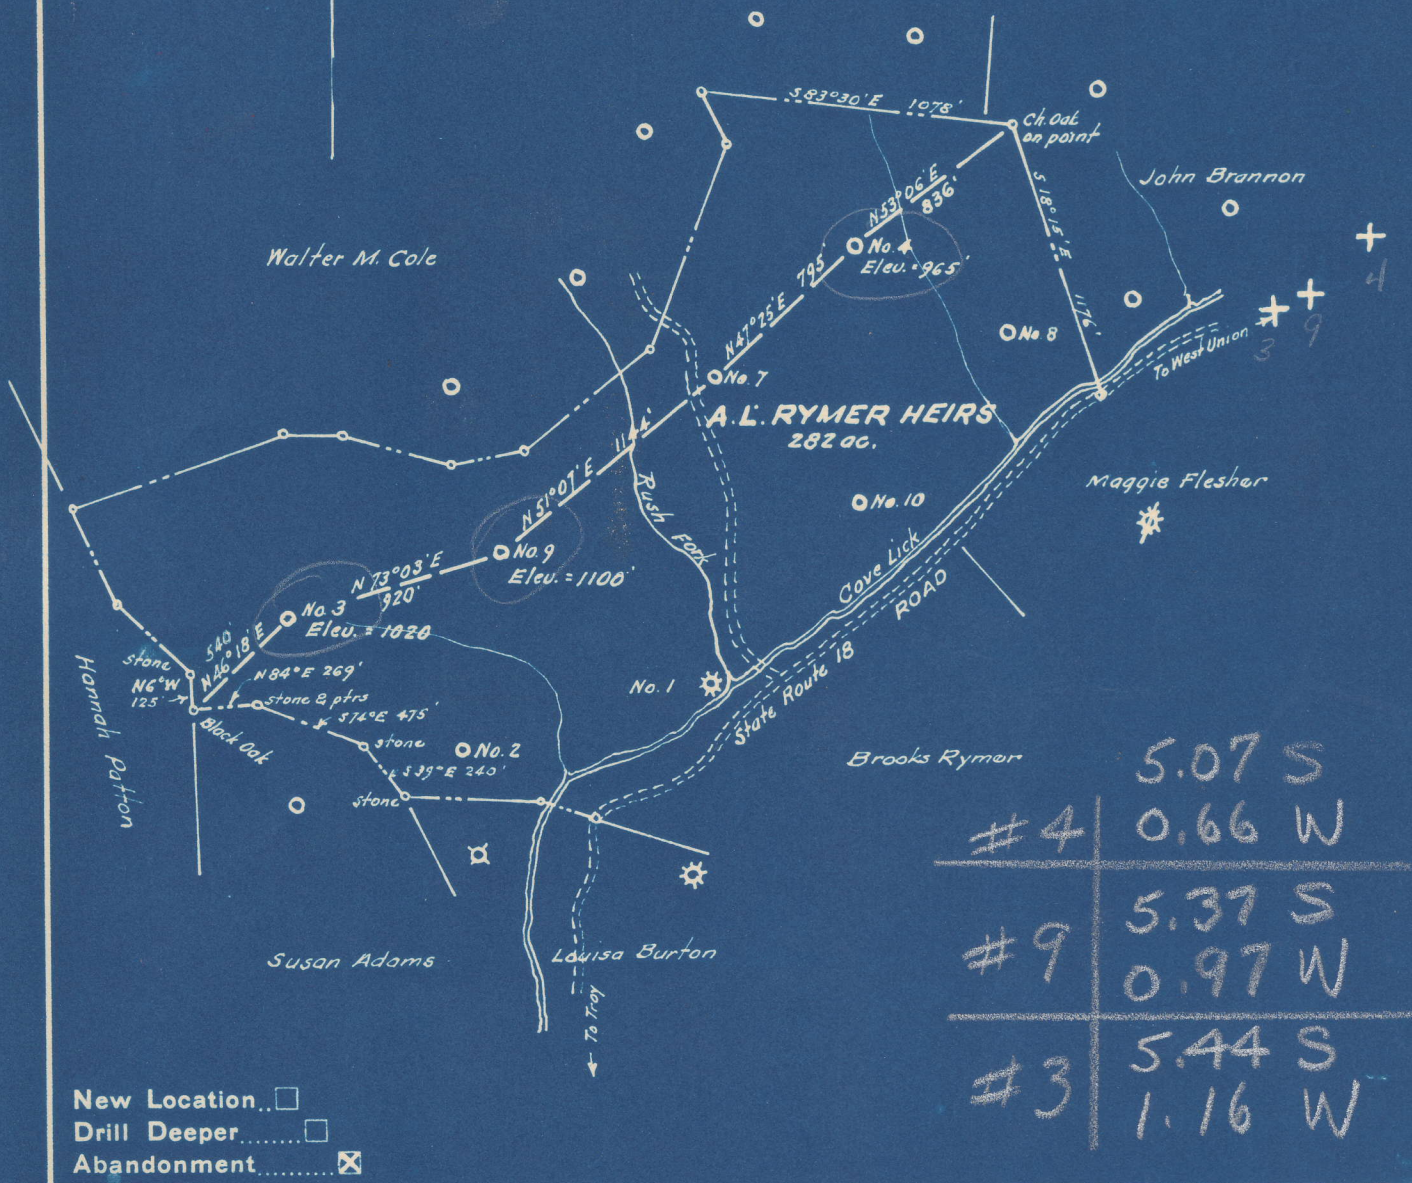 S 83°30' E 1078'
Ch. Oak
on point
John Brannon
S 18°15' E
1176'
N 53°06' E
836'
No. 4
Elev. = 965'
Walter M. Cole
795'
N 47°25' E
No. 8
No. 7
4
9
3
To West Union
A. L. RYMER HEIRS
282 ac.
1144'
N 51°07' E
Rush Fork
No. 10
Maggie Flesher
No. 9
Elev. = 1100'
Cove Lick
ROAD
State Route 18
N 73°03' E
920'
No. 3
Elev. = 1020
540'
N 46°18' E
stone
N 6° W
125'
N 84° E 269'
stone & ptrs
S 74° E 475'
Black Oak
stone
S 39° E 240'
stone
No. 1
No. 2
Hannah Patton
Brooks Rymer
Susan Adams
Louisa Burton
To Troy
5.07 S
#4 0.66 W
5.37 S
#9 0.97 W
5.44 S
#3 1.16 W
New Location..
Drill Deeper.......
Abandonment......... X